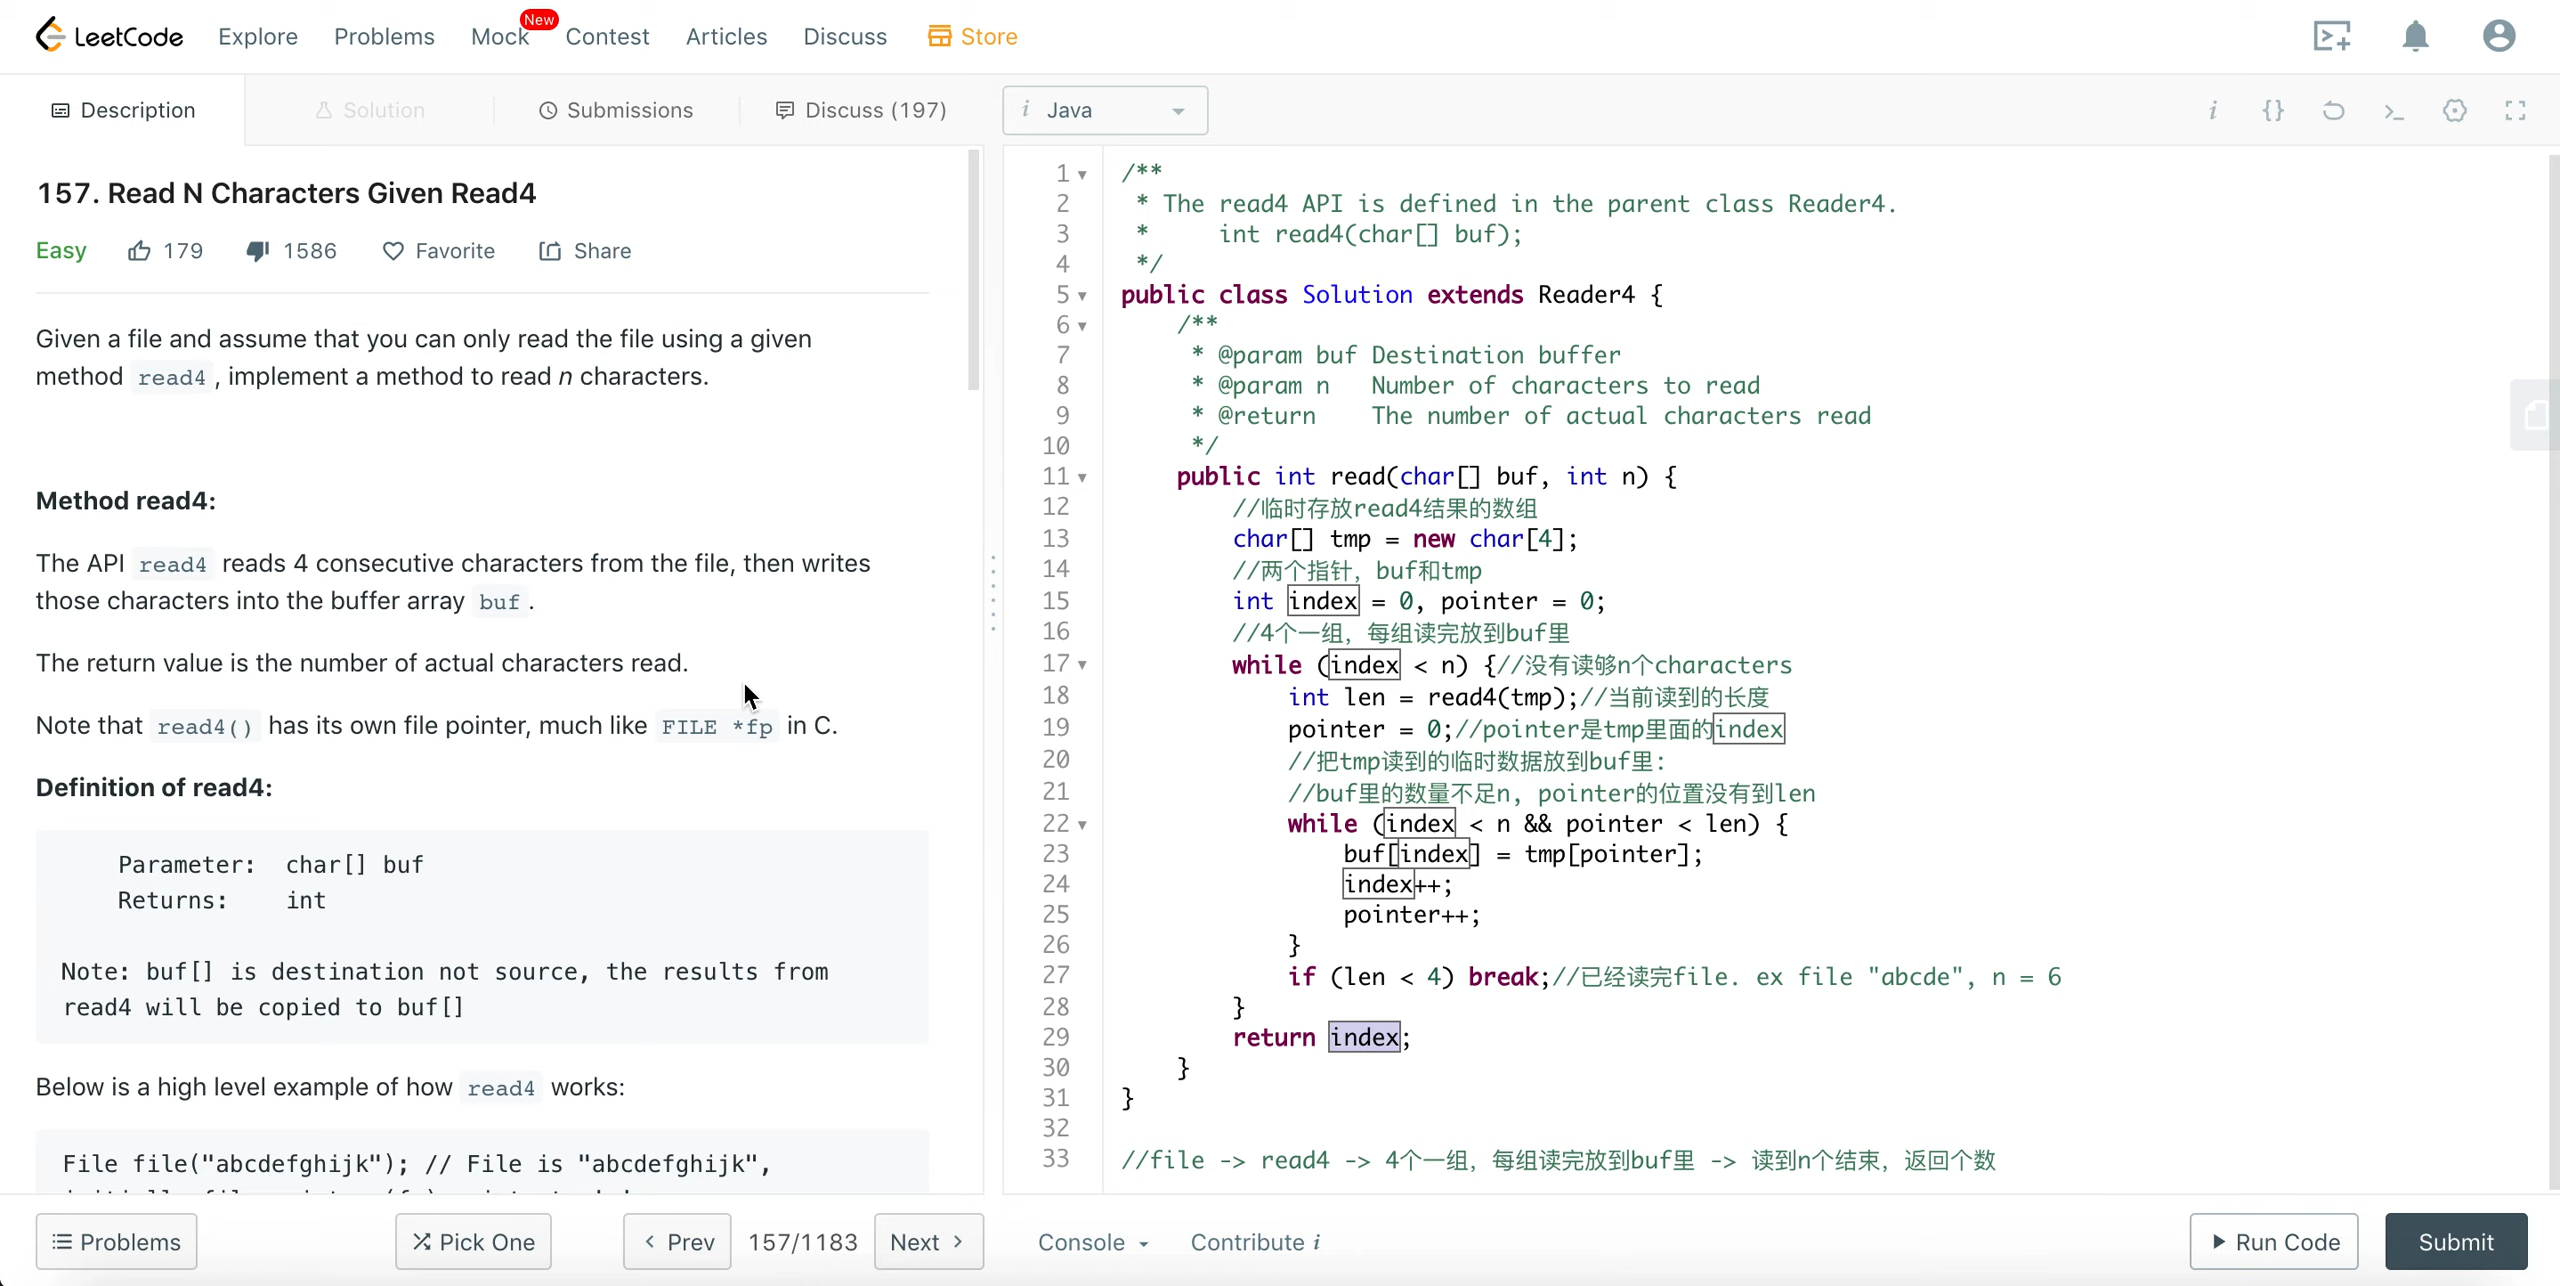 LeetCode Explore Problems Mock New Contest Articles Discuss Store
Description Solution Submissions Discuss (197)
157. Read N Characters Given Read4
Easy 179 1586 Favorite Share
Given a file and assume that you can only read the file using a given
method read4 , implement a method to read n characters.
Method read4:
The API read4 reads 4 consecutive characters from the file, then writes
those characters into the buffer array buf .
The return value is the number of actual characters read.
Note that read4() has its own file pointer, much like FILE *fp in C.
Definition of read4:
Parameter: char[] buf
Returns: int
Note: buf[] is destination not source, the results from
read4 will be copied to buf[]
Below is a high level example of how read4 works:
File file("abcdefghijk"); // File is "abcdefghijk",
Problems Pick One Prev 157/1183 Next
i Java
i {}
1 /**
2 * The read4 API is defined in the parent class Reader4.
3 * int read4(char[] buf);
4 */
5 public class Solution extends Reader4 {
6 /**
7 * @param buf Destination buffer
8 * @param n Number of characters to read
9 * @return The number of actual characters read
10 */
11 public int read(char[] buf, int n) {
12 //临时存放read4结果的数组
13 char[] tmp = new char[4];
14 //两个指针，buf和tmp
15 int index = 0, pointer = 0;
16 //4个一组，每组读完放到buf里
17 while (index < n) {//没有读够n个characters
18 int len = read4(tmp);//当前读到的长度
19 pointer = 0;//pointer是tmp里面的index
20 //把tmp读到的临时数据放到buf里：
21 //buf里的数量不足n，pointer的位置没有到len
22 while (index < n && pointer < len) {
23 buf[index] = tmp[pointer];
24 index++;
25 pointer++;
26 }
27 if (len < 4) break;//已经读完file. ex file "abcde", n = 6
28 }
29 return index;
30 }
31 }
32
33 //file -> read4 -> 4个一组，每组读完放到buf里 -> 读到n个结束，返回个数
Console Contribute i Run Code Submit